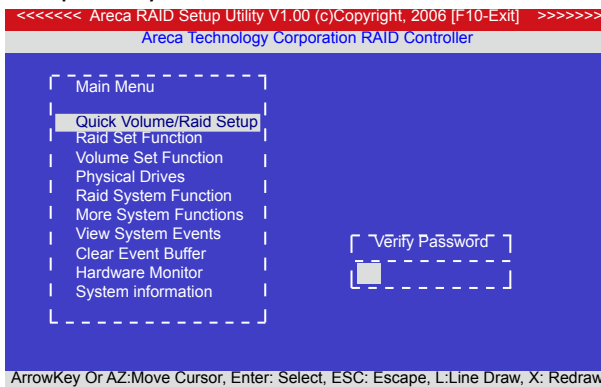 <<<<<<< Areca RAID Setup Utility V1.00 (c)Copyright, 2006 [F10-Exit] >>>>>>>
Areca Technology Corporation RAID Controller
Main Menu
Quick Volume/Raid Setup
Raid Set Function
Volume Set Function
Physical Drives
Raid System Function
More System Functions
View System Events
Clear Event Buffer
Hardware Monitor
System information
Verify Password
ArrowKey Or AZ:Move Cursor, Enter: Select, ESC: Escape, L:Line Draw, X: Redraw